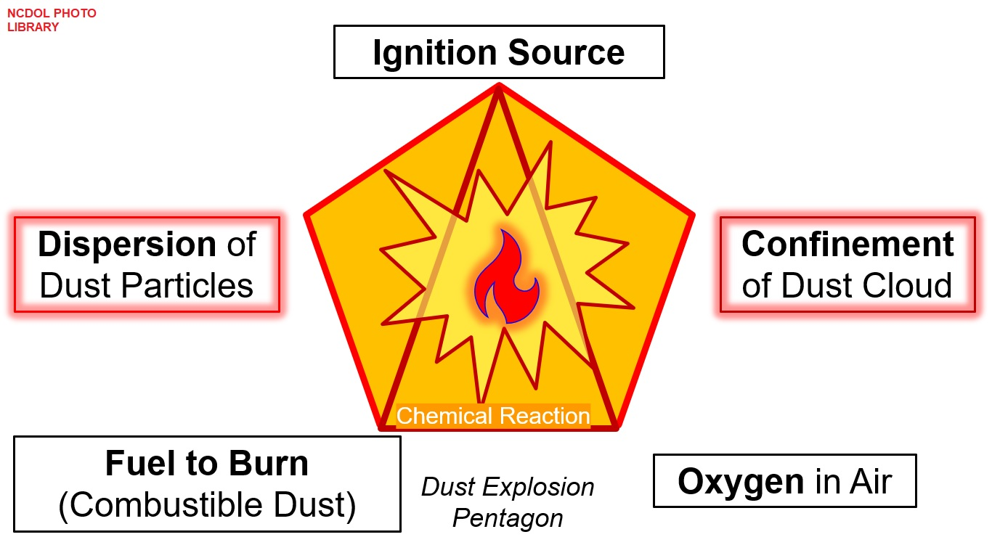 NCDOL PHOTO
LIBRARY
Ignition Source
Dispersion of
Dust Particles
Confinement
of Dust Cloud
Chemical Reaction
Fuel to Burn
(Combustible Dust)
Dust Explosion
Pentagon
Oxygen in Air